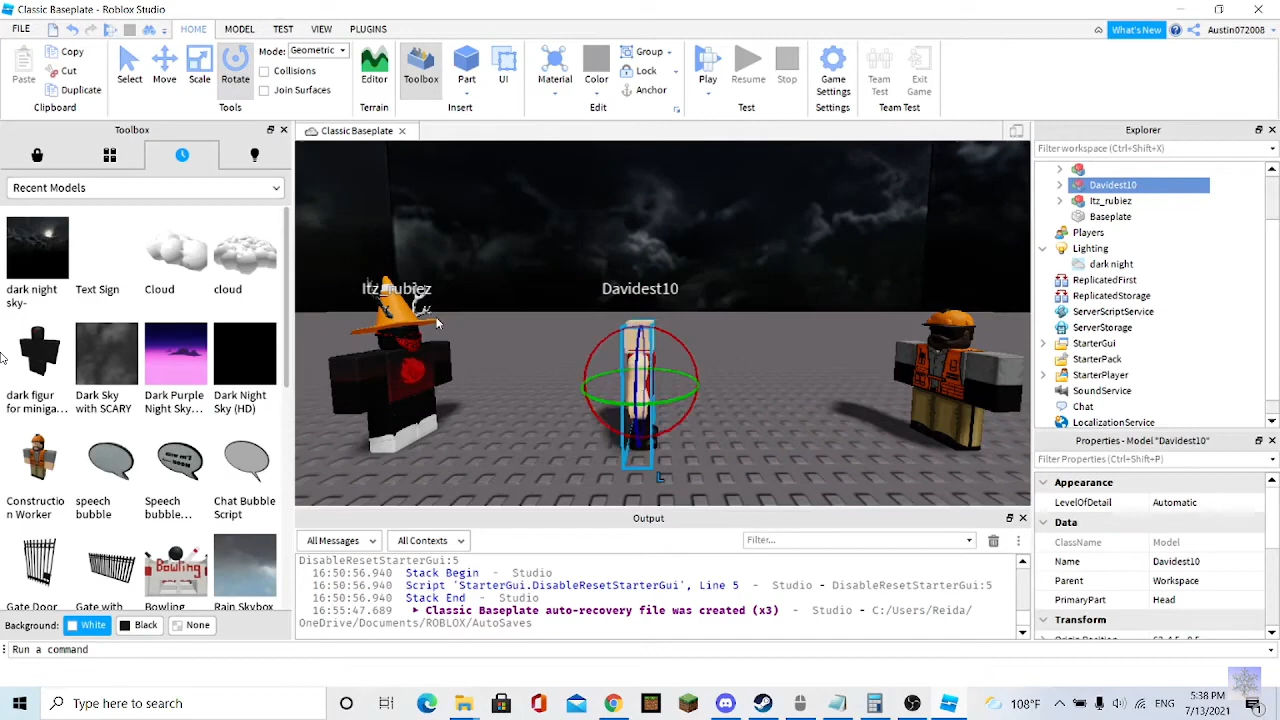 Classic Baseplate - Roblox Studio
FILE
HOME MODEL TEST VIEW PLUGINS
What's New
Austin072008
Paste
Copy
Cut
Duplicate
Clipboard
Select Move Scale Rotate
Mode: Geometric
Collisions
Join Surfaces
Tools
Editor
Terrain
Toolbox Part UI
Insert
Material Color
Group
Lock
Anchor
Edit
Play Resume Stop
Test
Game Settings
Settings
Team Test
Exit Game
Team Test
Toolbox
Recent Models
dark night sky-
Text Sign
Cloud
cloud
dark figur for miniga...
Dark Sky with SCARY
Dark Purple Night Sky...
Dark Night Sky (HD)
Constructio n Worker
speech bubble
Speech bubble...
Chat Bubble Script
Gate Door
Gate with
Bowling
Bowling
Rain Skybox
Background: White Black None
Classic Baseplate
Itz_rubiez
Davidest10
Output
All Messages
All Contexts
Filter...
DisableResetStarterGui:5
16:50:56.940 Stack Begin - Studio
16:50:56.940 Script 'StarterGui.DisableResetStarterGui', Line 5 - Studio - DisableResetStarterGui:5
16:50:56.940 Stack End - Studio
16:55:47.689 Classic Baseplate auto-recovery file was created (x3) - Studio - C:/Users/Reida/
OneDrive/Documents/ROBLOX/AutoSaves
Explorer
Filter workspace (Ctrl+Shift+X)
Davidest10
Itz_rubiez
Baseplate
Players
Lighting
dark night
ReplicatedFirst
ReplicatedStorage
ServerScriptService
ServerStorage
StarterGui
StarterPack
StarterPlayer
SoundService
Chat
LocalizationService
Properties - Model "Davidest10"
Filter Properties (Ctrl+Shift+P)
Appearance
LevelOfDetail Automatic
Data
ClassName Model
Name Davidest10
Parent Workspace
PrimaryPart Head
Transform
Run a command
Type here to search
108°F
ENG
5:38 PM
7/13/2021